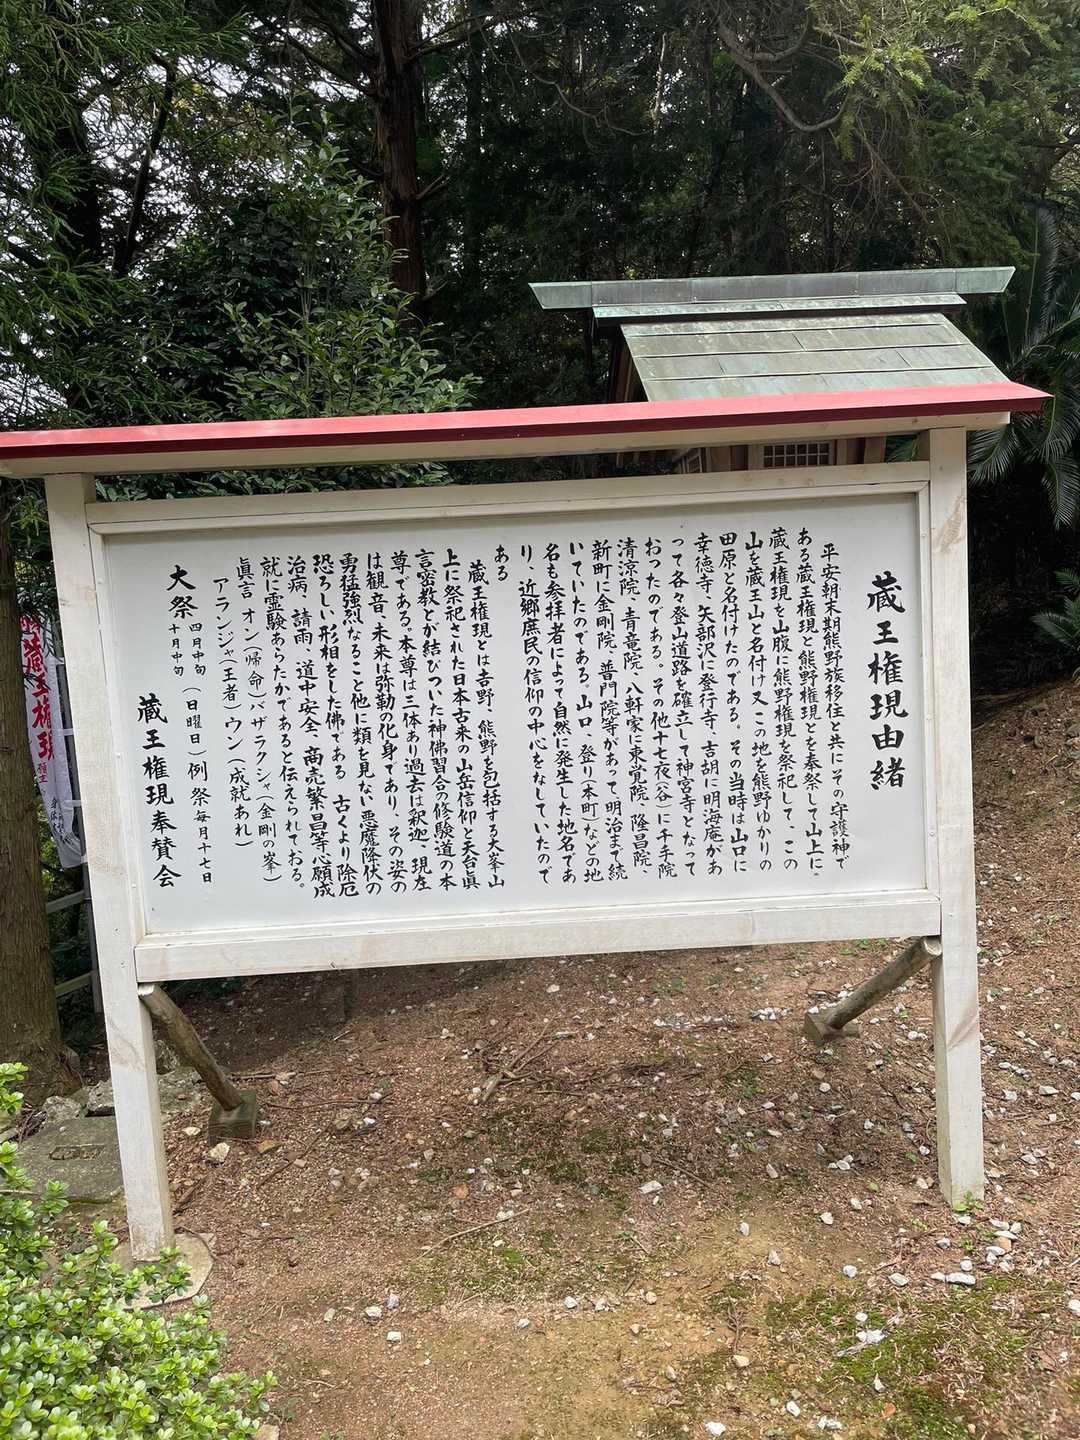 蔵王権現由緒
平安朝末期熊野族移住と共にその守護神で
ある蔵王権現と熊野権現とを奉祭して山上に
蔵王権現を山腹に熊野権現を祭祀して、この
山を蔵王山と名付け又この地を熊野ゆかりの
田原と名付けたのである。その当時は山口に
幸徳寺、矢部沢に登行寺、吉胡に明海庵があ
って各々登山道路を確立して神宮寺となって
おったのである。その他十七夜(谷)に千手院
清涼院、青竜院、八軒家に東覚院、隆昌院、
新町に金剛院、普門院等があって、明治まで続
いていたのである。山口、登り(本町)などの地
名も参拝者によって自然に発生した地名であ
り、近郷庶民の信仰の中心をなしていたので
ある
蔵王権現とは吉野、熊野を包括する大峯山
上に祭祀された日本古来の山岳信仰と天台眞
言密教とが結びついた神佛習合の修験道の本
尊である。本尊は三体あり過去は釈迦、現在
は観音、未来は弥勒の化身であり、その姿の
勇猛強烈なること他に類を見ない悪魔降伏の
恐ろしい形相をした佛である 古くより除厄
治病、請雨、道中安全、商売繁昌等心願成
就に霊験あらたかであると伝えられておる。
眞言 オン(帰命)バザラクシャ(金剛の峯)
アランジャ(王者)ウン(成就あれ)
大祭 四月中旬 十月中旬 (日曜日)例祭毎月十七日
蔵王権現奉賛会
蔵王権現